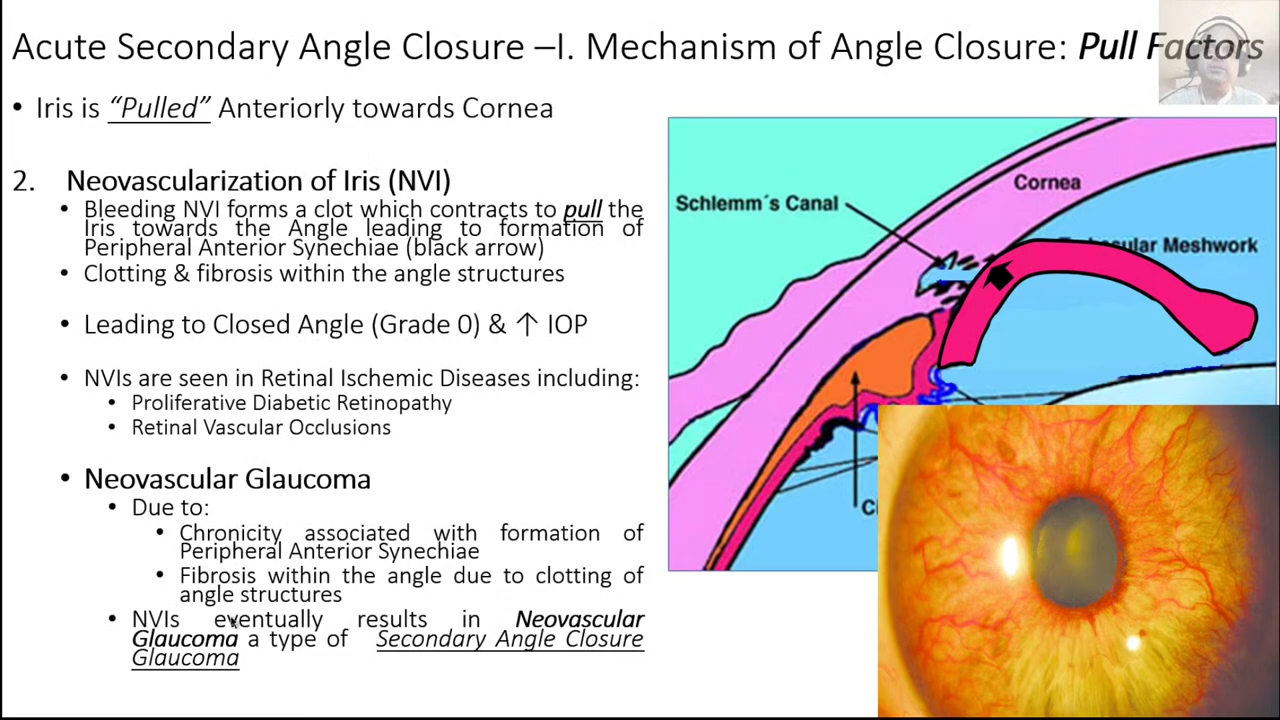 Acute Secondary Angle Closure –I. Mechanism of Angle Closure: Pull Factors
• Iris is “Pulled” Anteriorly towards Cornea
2. Neovascularization of Iris (NVI)
• Bleeding NVI forms a clot which contracts to pull the
Iris towards the Angle leading to formation of
Peripheral Anterior Synechiae (black arrow)
• Clotting & fibrosis within the angle structures
• Leading to Closed Angle (Grade 0) & ↑ IOP
• NVIs are seen in Retinal Ischemic Diseases including:
• Proliferative Diabetic Retinopathy
• Retinal Vascular Occlusions
• Neovascular Glaucoma
• Due to:
• Chronicity associated with formation of
Peripheral Anterior Synechiae
• Fibrosis within the angle due to clotting of
angle structures
• NVIs eventually results in Neovascular
Glaucoma a type of Secondary Angle Closure
Glaucoma
Cornea
Schlemm´s Canal
Meshwork